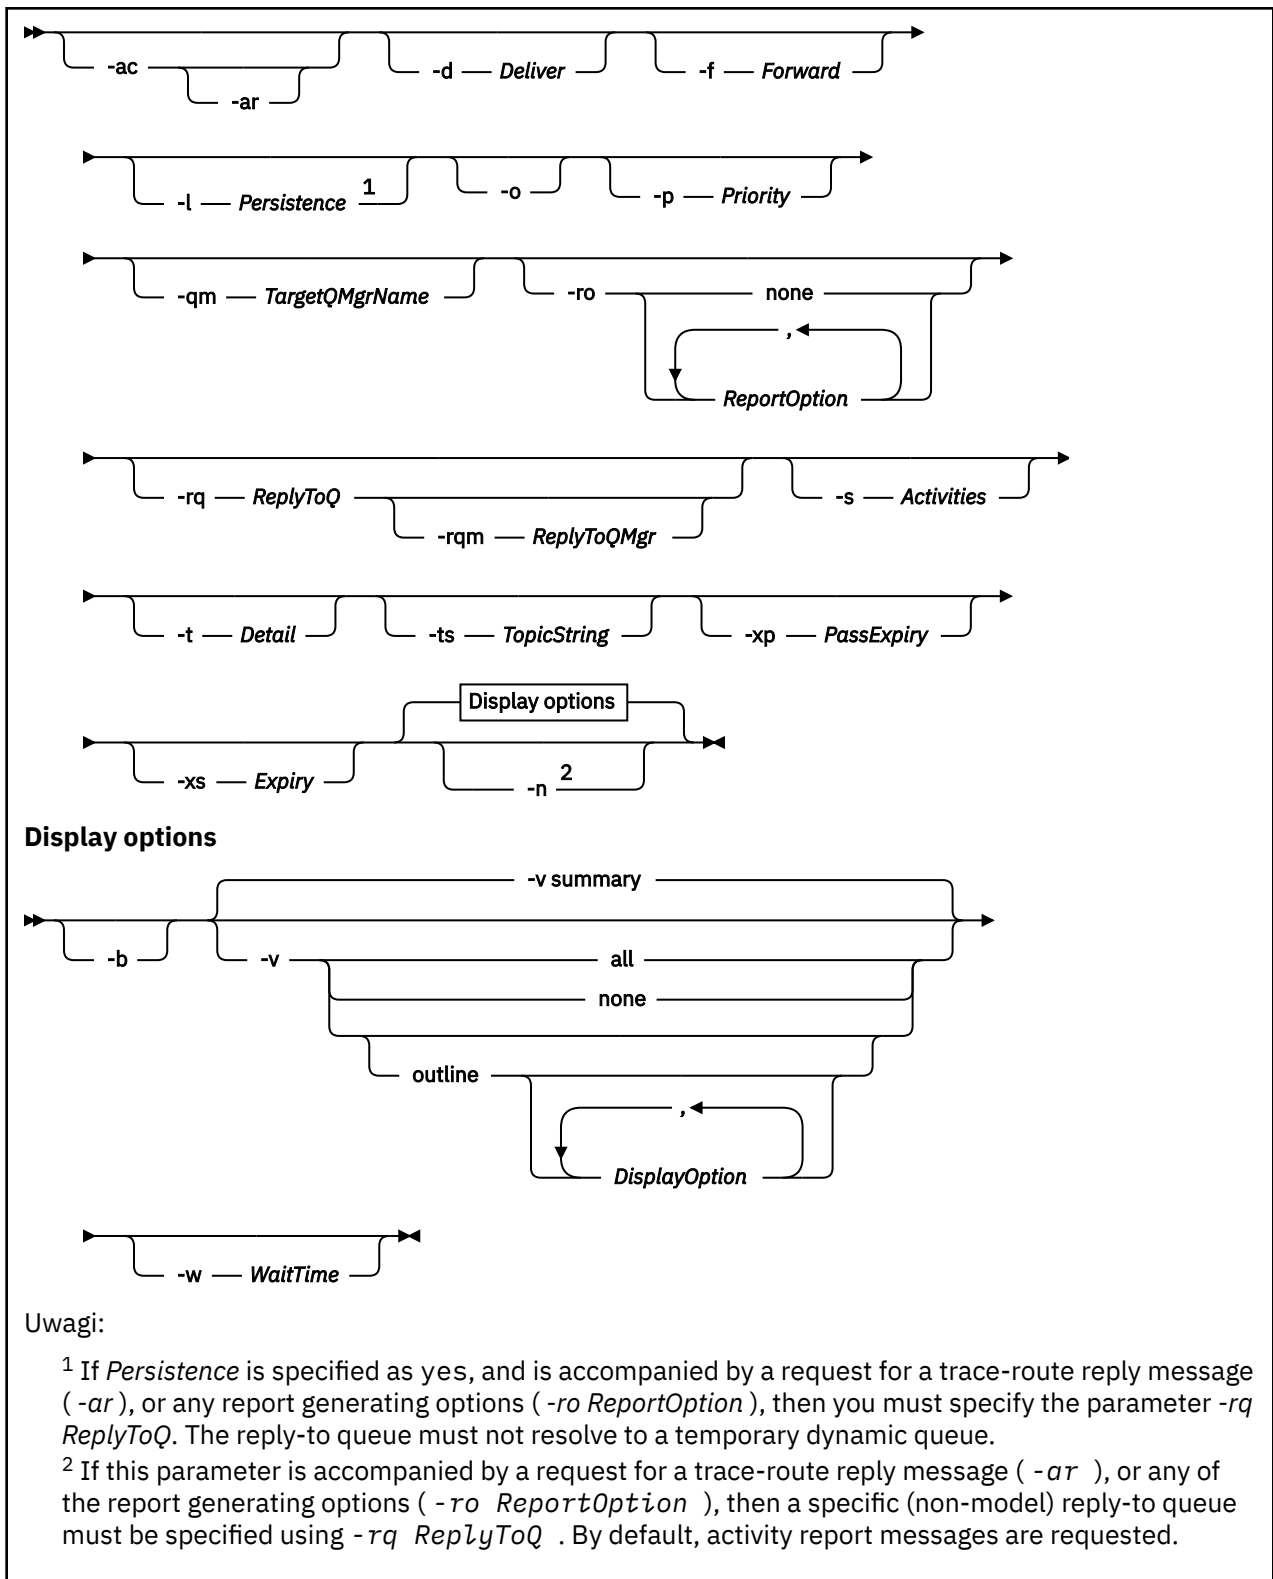 -ac -d Deliver -f Forward
-ar
-l Persistence 1 -o -p Priority
-qm TargetQMgrName -ro none
,
ReportOption
-rq ReplyToQ -s Activities
-rqm ReplyToQMgr
-t Detail -ts TopicString -xp PassExpiry
Display options
-xs Expiry -n 2
Display options
-v summary
-b -v all
none
outline
,
DisplayOption
-w WaitTime
Uwagi:
1 If Persistence is specified as yes, and is accompanied by a request for a trace-route reply message
( -ar ), or any report generating options ( -ro ReportOption ), then you must specify the parameter -rq
ReplyToQ. The reply-to queue must not resolve to a temporary dynamic queue.
2 If this parameter is accompanied by a request for a trace-route reply message ( -ar ), or any of
the report generating options ( -ro ReportOption ), then a specific (non-model) reply-to queue
must be specified using -rq ReplyToQ . By default, activity report messages are requested.